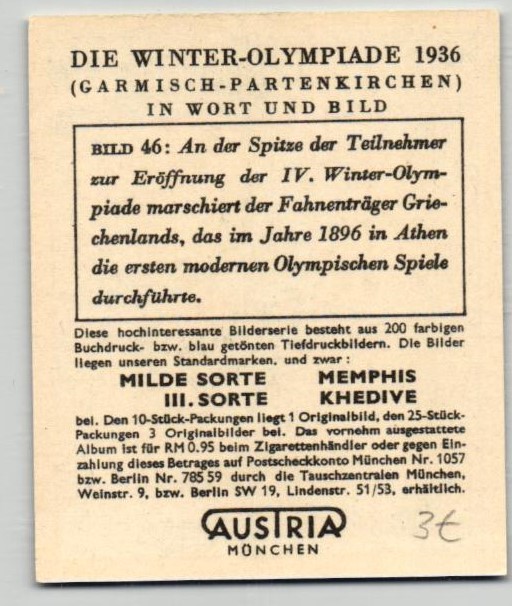 DIE WINTER-OLYMPIADE 1936
(GARMISCH-PARTENKIRCHEN)
IN WORT UND BILD
BILD 46: An der Spitze der Teilnehmer
zur Eröffnung der IV. Winter-Olym-
piade marschiert der Fahnenträger Grie-
chenlands, das im Jahre 1896 in Athen
die ersten modernen Olympischen Spiele
durchführte.
Diese hochinteressante Bilderserie besteht aus 200 farbigen
Buchdruck- bzw. blau getönten Tiefdruckbildern. Die Bilder
liegen unseren Standardmarken, und zwar:
MILDE SORTE MEMPHIS
III. SORTE KHEDIVE
bei. Den 10-Stück-Packungen liegt 1 Originalbild, den 25-Stück-
Packungen 3 Originalbilder bei. Das vornehm ausgestattete
Album ist für RM 0.95 beim Zigarettenhändler oder gegen Ein-
zahlung dieses Betrages auf Postscheckkonto München Nr. 1057
bzw. Berlin Nr. 785 59 durch die Tauschzentralen München,
Weinstr. 9, bzw. Berlin SW 19, Lindenstr. 51/53, erhältlich.
AUSTRIA
MÜNCHEN
3€